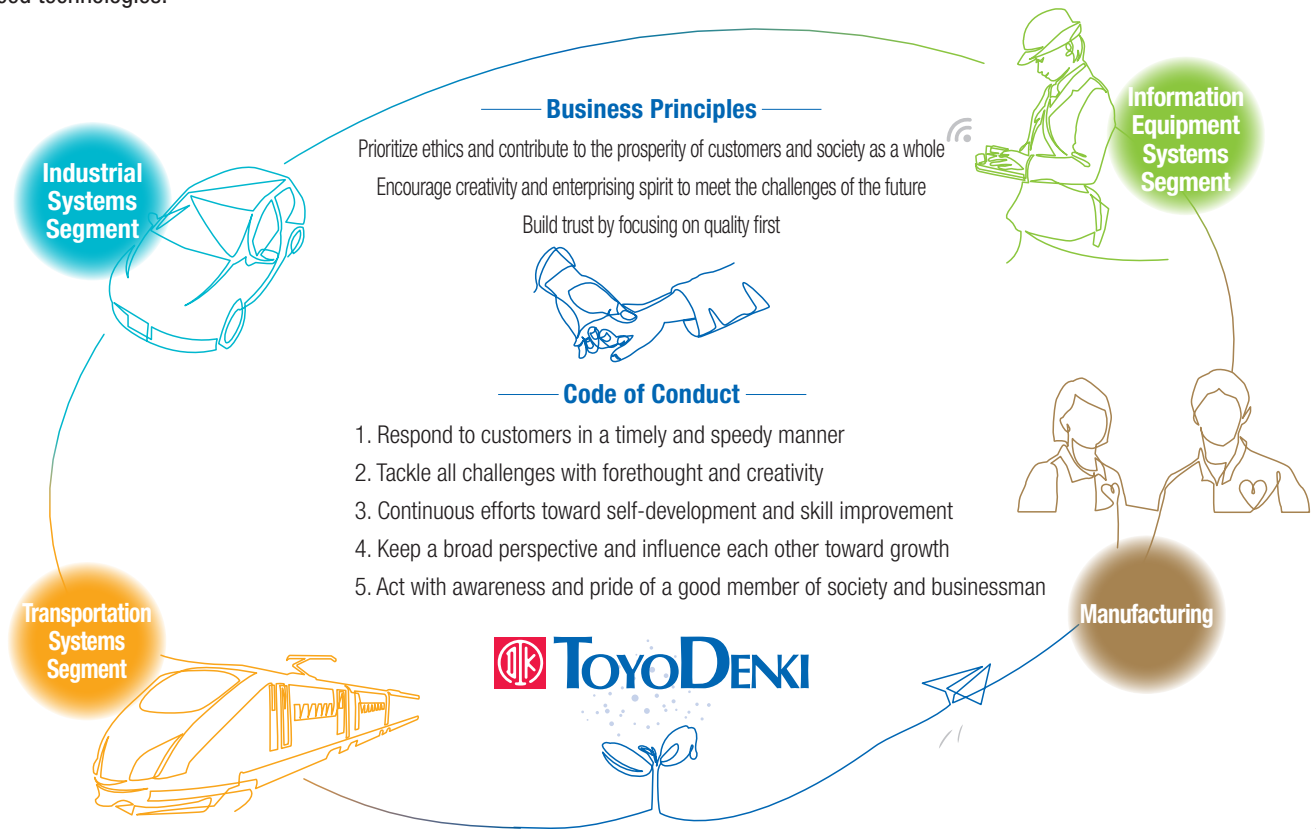 Business Principles
Prioritize ethics and contribute to the prosperity of customers and society as a whole
Encourage creativity and enterprising spirit to meet the challenges of the future
Build trust by focusing on quality first
Industrial
Systems
Segment
Information
Equipment
Systems
Segment
Code of Conduct
1. Respond to customers in a timely and speedy manner
2. Tackle all challenges with forethought and creativity
3. Continuous efforts toward self-development and skill improvement
4. Keep a broad perspective and influence each other toward growth
5. Act with awareness and pride of a good member of society and businessman
Transportation
Systems
Segment
Manufacturing
TOYODENKI